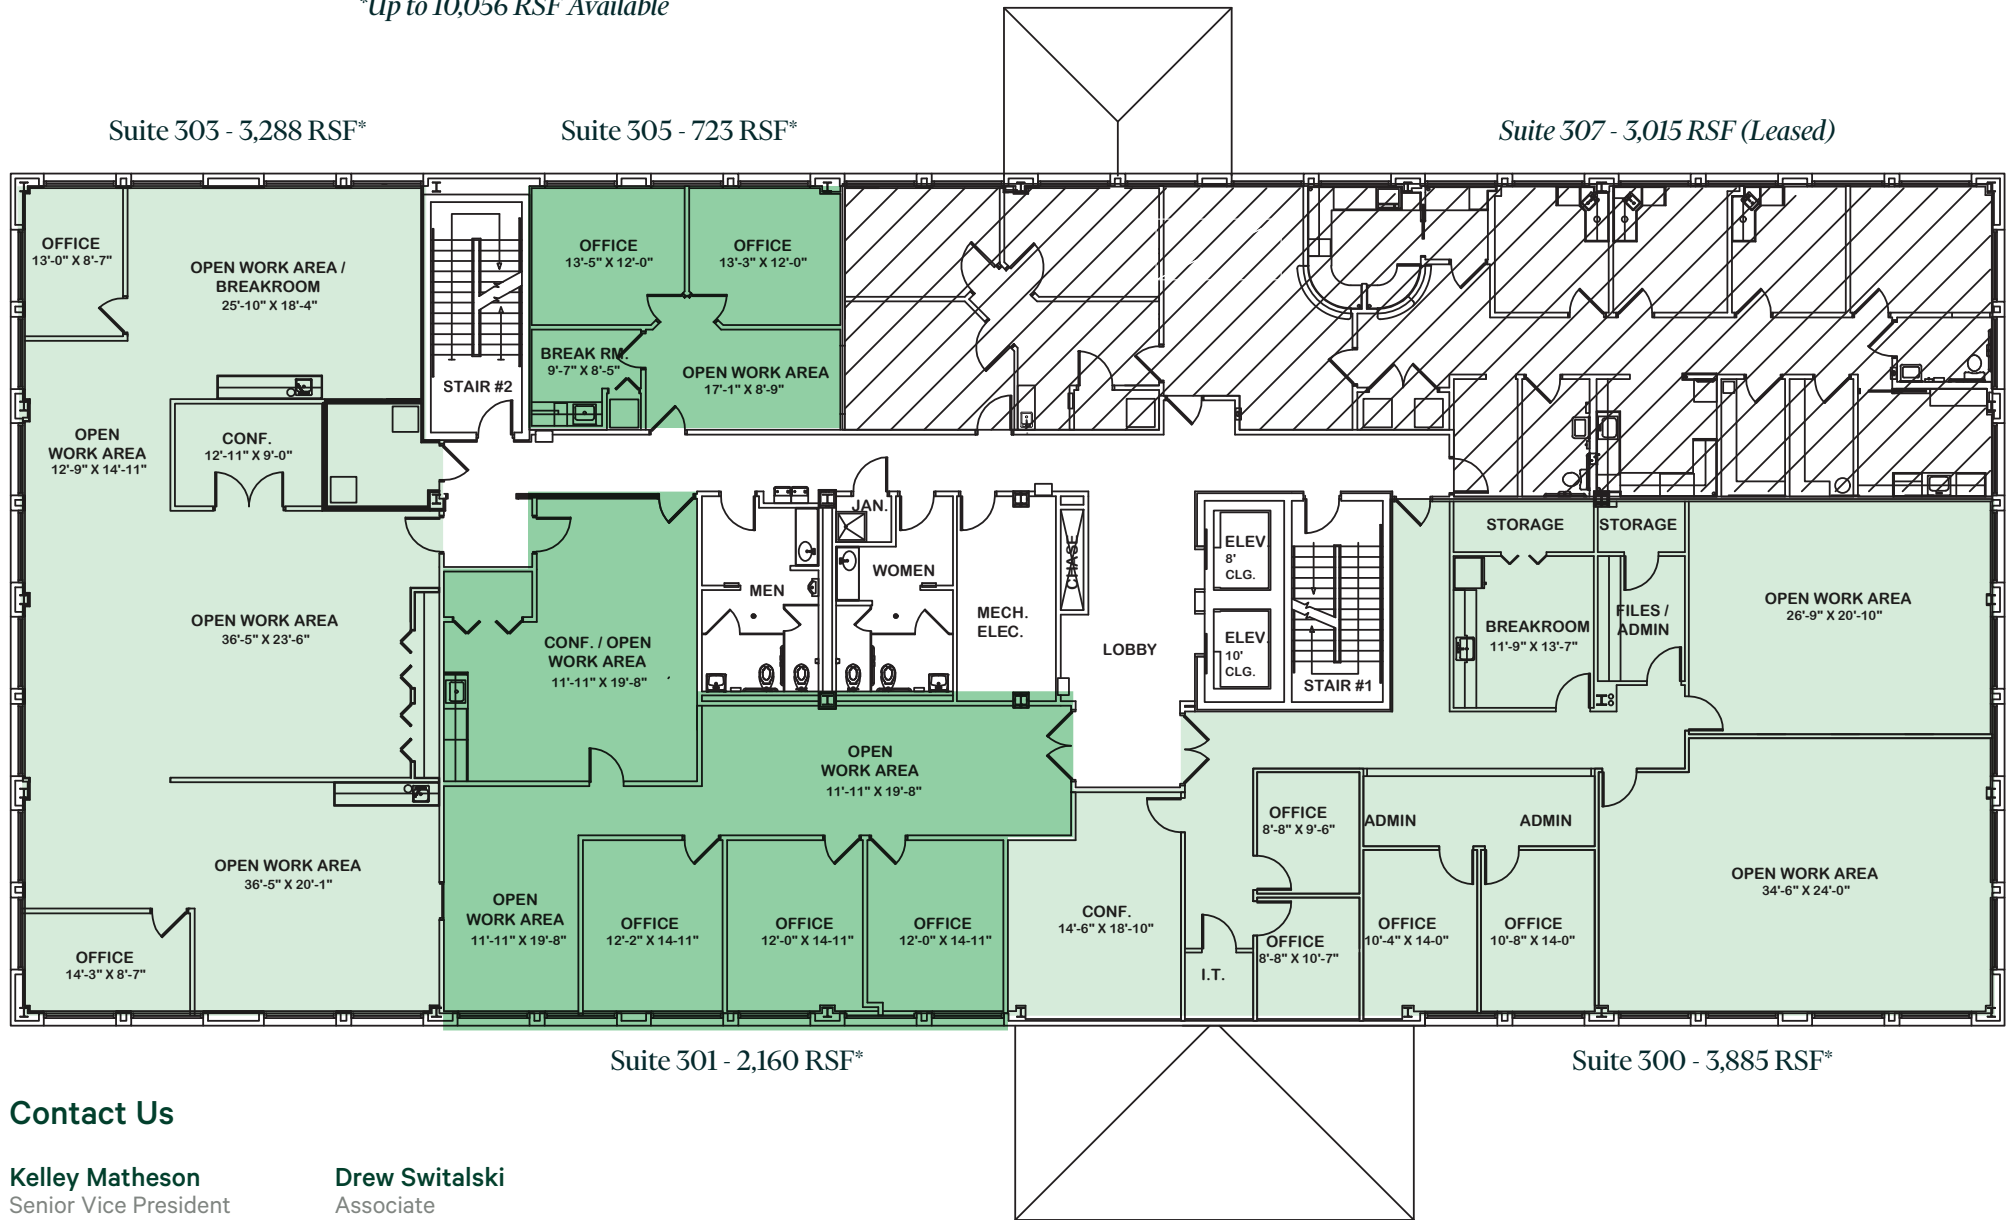 *Up to 10,056 RSF Available
Suite 303 - 3,288 RSF*
Suite 305 - 723 RSF*
Suite 307 - 3,015 RSF (Leased)
OFFICE
13'-0" X 8'-7"
OPEN WORK AREA /
BREAKROOM
25'-10" X 18'-4"
STAIR #2
OFFICE
13'-5" X 12'-0"
OFFICE
13'-3" X 12'-0"
BREAK RM.
9'-7" X 8'-5"
OPEN WORK AREA
17'-1" X 8'-9"
OPEN
WORK AREA
12'-9" X 14'-11"
CONF.
12'-11" X 9'-0"
OPEN WORK AREA
36'-5" X 23'-6"
CONF. / OPEN
WORK AREA
11'-11" X 19'-8"
MEN
JAN.
WOMEN
MECH.
ELEC.
CHASE
LOBBY
ELEV.
8'
CLG.
ELEV.
10'
CLG.
STAIR #1
STORAGE
STORAGE
BREAKROOM
11'-9" X 13'-7"
FILES /
ADMIN
OPEN WORK AREA
26'-9" X 20'-10"
OPEN
WORK AREA
11'-11" X 19'-8"
OPEN WORK AREA
36'-5" X 20'-1"
OFFICE
14'-3" X 8'-7"
OPEN
WORK AREA
11'-11" X 19'-8"
OFFICE
12'-2" X 14-11"
OFFICE
12'-0" X 14-11"
OFFICE
12'-0" X 14-11"
CONF.
14'-6" X 18'-10"
I.T.
OFFICE
8'-8" X 9'-6"
OFFICE
8'-8" X 10'-7"
ADMIN
ADMIN
OFFICE
10'-4" X 14-0"
OFFICE
10'-8" X 14-0"
OPEN WORK AREA
34'-6" X 24'-0"
Suite 301 - 2,160 RSF*
Suite 300 - 3,885 RSF*
Contact Us
Kelley Matheson
Senior Vice President
Drew Switalski
Associate